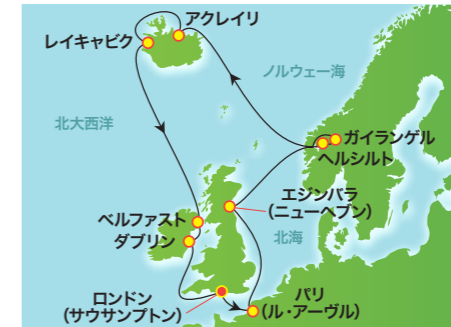 アクレイリ
レイキャビク
ノルウェー海
北大西洋
ガイランゲル
ヘルシルト
エジンバラ
(ニューヘブン)
ベルファスト
ダブリン
北海
ロンドン
(サウサンプトン)
パリ
(ル・アーヴル)